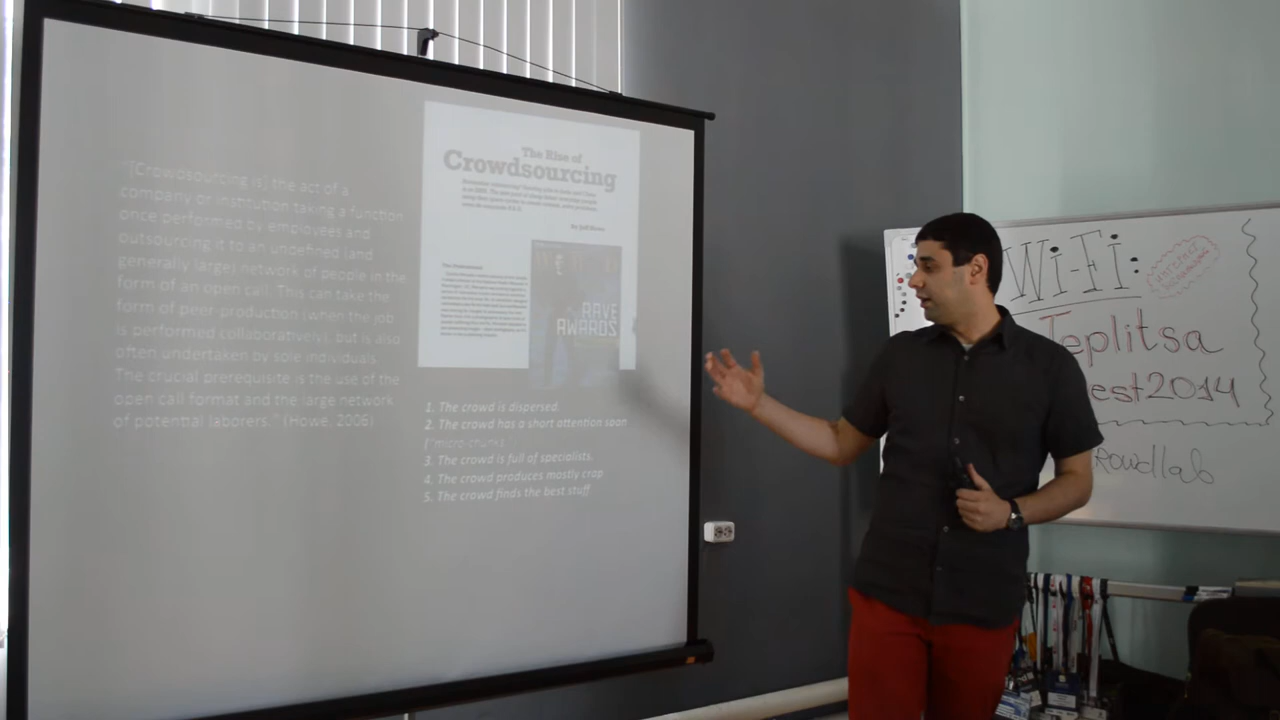 "[Crowdsourcing is] the act of a
company or institution taking a function
once performed by employees and
outsourcing it to an undefined (and
generally large) network of people in the
form of an open call. This can take the
form of peer-production (when the job
is performed collaboratively), but is also
often undertaken by sole individuals.
The crucial prerequisite is the use of the
open call format and the large network
of potential laborers." (Howe, 2006)
The Rise of
Crowdsourcing
By Jeff Howe
RAVE
AWARDS
1. The crowd is dispersed
2. The crowd has a short attention span
("micro-chunks")
3. The crowd is full of specialists.
4. The crowd produces mostly crap
5. The crowd finds the best stuff
Wi-Fi:
Teplitsa
est2014
rowdlab